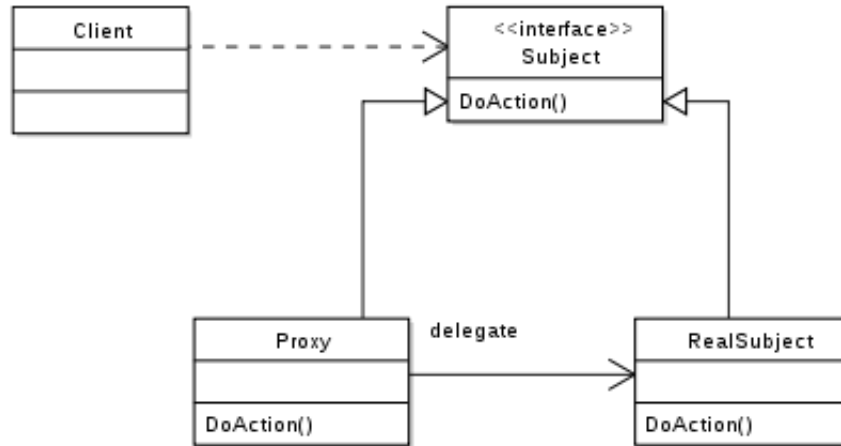 Client
<<interface>>
Subject
DoAction()
Proxy
delegate
RealSubject
DoAction()
DoAction()